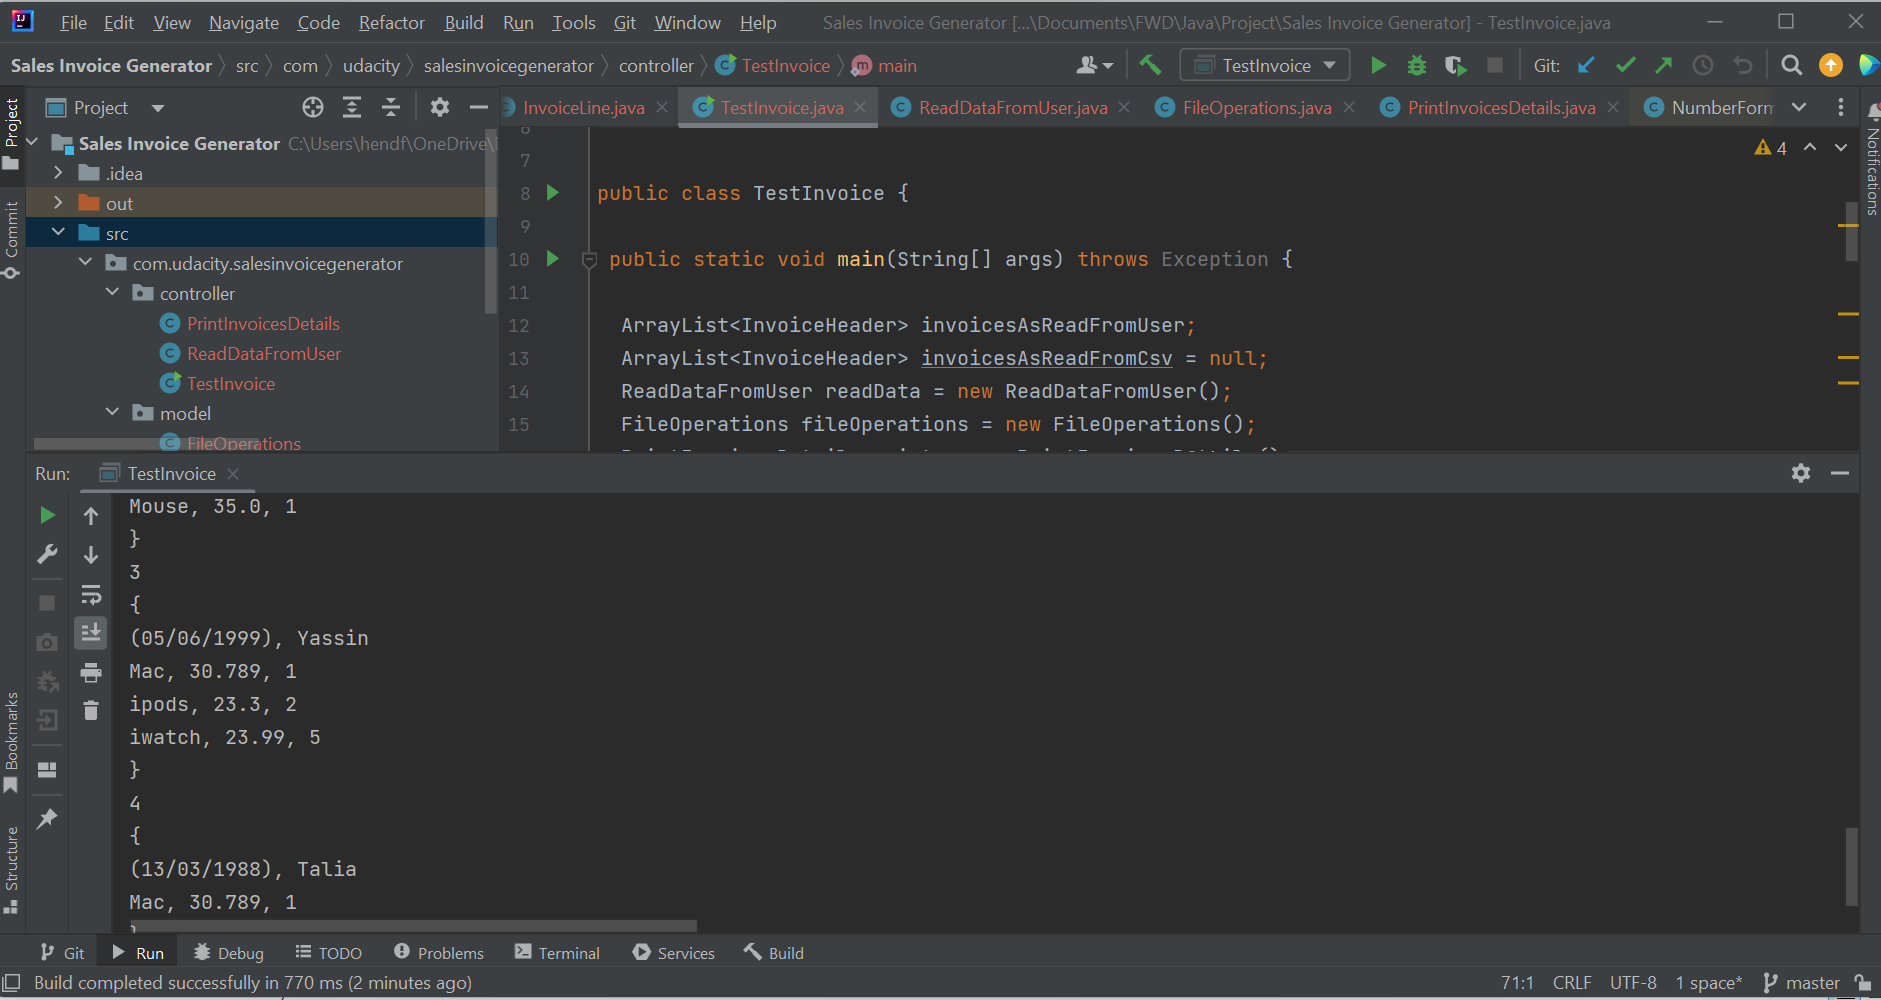 File Edit View Navigate Code Refactor Build Run Tools Git Window Help Sales Invoice Generator [...\Documents\FWD\Java\Project\Sales Invoice Generator] - TestInvoice.java
Sales Invoice Generator src com udacity salesinvoicegenerator controller TestInvoice main TestInvoice Git:
Project
InvoiceLine.java TestInvoice.java ReadDataFromUser.java FileOperations.java PrintInvoicesDetails.java NumberForm
Project
Commit
Bookmarks
Structure
Notifications
Sales Invoice Generator C:\Users\hendf\OneDrive\
.idea
out
src
com.udacity.salesinvoicegenerator
controller
PrintInvoicesDetails
ReadDataFromUser
TestInvoice
model
FileOperations
4
6
7
8 public class TestInvoice {
9
10 public static void main(String[] args) throws Exception {
11
12 ArrayList<InvoiceHeader> invoicesAsReadFromUser;
13 ArrayList<InvoiceHeader> invoicesAsReadFromCsv = null;
14 ReadDataFromUser readData = new ReadDataFromUser();
15 FileOperations fileOperations = new FileOperations();
Run: TestInvoice
Mouse, 35.0, 1
}
3
{
(05/06/1999), Yassin
Mac, 30.789, 1
ipods, 23.3, 2
iwatch, 23.99, 5
}
4
{
(13/03/1988), Talia
Mac, 30.789, 1
Git Run Debug TODO Problems Terminal Services Build
Build completed successfully in 770 ms (2 minutes ago) 71:1 CRLF UTF-8 1 space* master